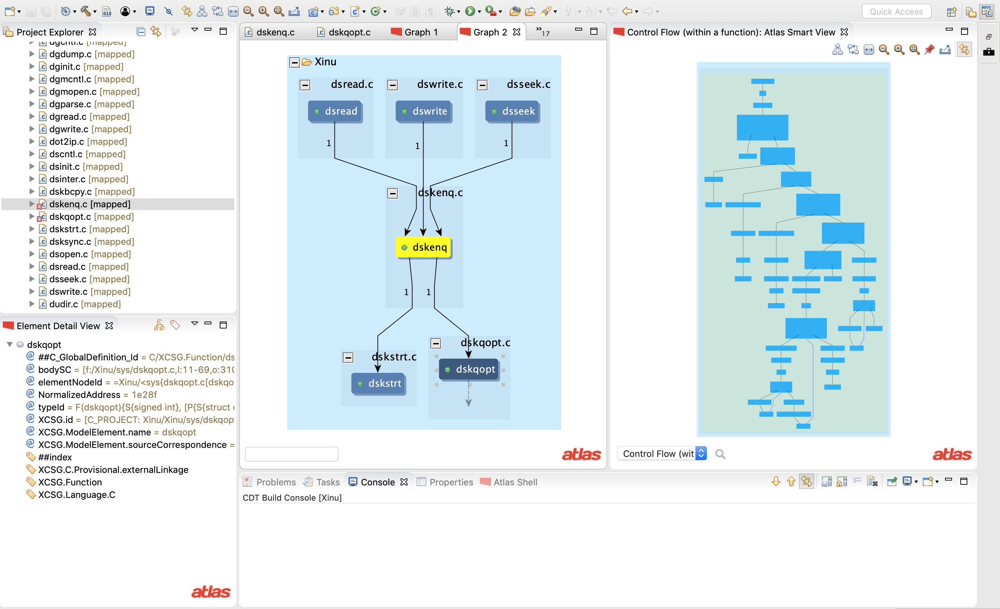 Quick Access
Project Explorer
dgcntl.c [mapped]
dgdump.c [mapped]
dginit.c [mapped]
dgmcntl.c [mapped]
dgmopen.c [mapped]
dgparse.c [mapped]
dgread.c [mapped]
dgwrite.c [mapped]
dot2ip.c [mapped]
dscntl.c [mapped]
dsinit.c [mapped]
dsinter.c [mapped]
dskbcpy.c [mapped]
dskenq.c [mapped]
dskqopt.c [mapped]
dskstrt.c [mapped]
dsksync.c [mapped]
dsopen.c [mapped]
dsread.c [mapped]
dsseek.c [mapped]
dswrite.c [mapped]
dudir.c [mapped]
Element Detail View
dskqopt
##C_GlobalDefinition_Id = C/XCSG.Function/ds
bodySC = [f:/Xinu/sys/dskqopt.c,l:11-69,o:310
elementNodeId = =Xinu/<sys{dskqopt.c[dskqo
NormalizedAddress = 1e28f
typeId = F(dskqopt){S{signed int}, [P{S{struct
XCSG.id = [C_PROJECT: Xinu/Xinu/sys/dskqop
XCSG.ModelElement.name = dskqopt
XCSG.ModelElement.sourceCorrespondence =
##index
XCSG.C.Provisional.externalLinkage
XCSG.Function
XCSG.Language.C
atlas
dskenq.c dskqopt.c Graph 1 Graph 2 »17
Xinu
dsread.c dswrite.c dsseek.c
dsread dswrite dsseek
1 1 1
dskenq.c
dskenq
1 1
dskqopt.c
dskstrt.c
dskqopt
dskstrt
atlas
Control Flow (within a function): Atlas Smart View
Control Flow (wit
atlas
Problems Tasks Console Properties Atlas Shell
CDT Build Console [Xinu]